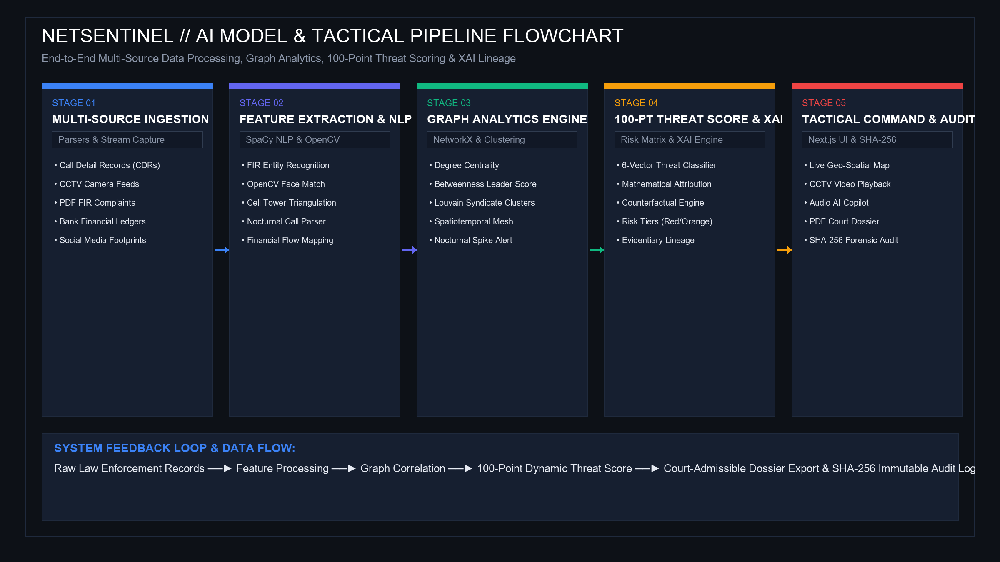 NETSENTINEL // AI MODEL & TACTICAL PIPELINE FLOWCHART
End-to-End Multi-Source Data Processing, Graph Analytics, 100-Point Threat Scoring & XAI Lineage
STAGE 01
MULTI-SOURCE INGESTION
Parsers & Stream Capture
• Call Detail Records (CDRs)
• CCTV Camera Feeds
• PDF FIR Complaints
• Bank Financial Ledgers
• Social Media Footprints
STAGE 02
FEATURE EXTRACTION & NLP
SpaCy NLP & OpenCV
• FIR Entity Recognition
• OpenCV Face Match
• Cell Tower Triangulation
• Nocturnal Call Parser
• Financial Flow Mapping
STAGE 03
GRAPH ANALYTICS ENGINE
NetworkX & Clustering
• Degree Centrality
• Betweenness Leader Score
• Louvain Syndicate Clusters
• Spatiotemporal Mesh
• Nocturnal Spike Alert
STAGE 04
100-PT THREAT SCORE & XAI
Risk Matrix & XAI Engine
• 6-Vector Threat Classifier
• Mathematical Attribution
• Counterfactual Engine
• Risk Tiers (Red/Orange)
• Evidentiary Lineage
STAGE 05
TACTICAL COMMAND & AUDIT
Next.js UI & SHA-256
• Live Geo-Spatial Map
• CCTV Video Playback
• Audio AI Copilot
• PDF Court Dossier
• SHA-256 Forensic Audit
SYSTEM FEEDBACK LOOP & DATA FLOW:
Raw Law Enforcement Records ──► Feature Processing ──► Graph Correlation ──► 100-Point Dynamic Threat Score ──► Court-Admissible Dossier Export & SHA-256 Immutable Audit Log